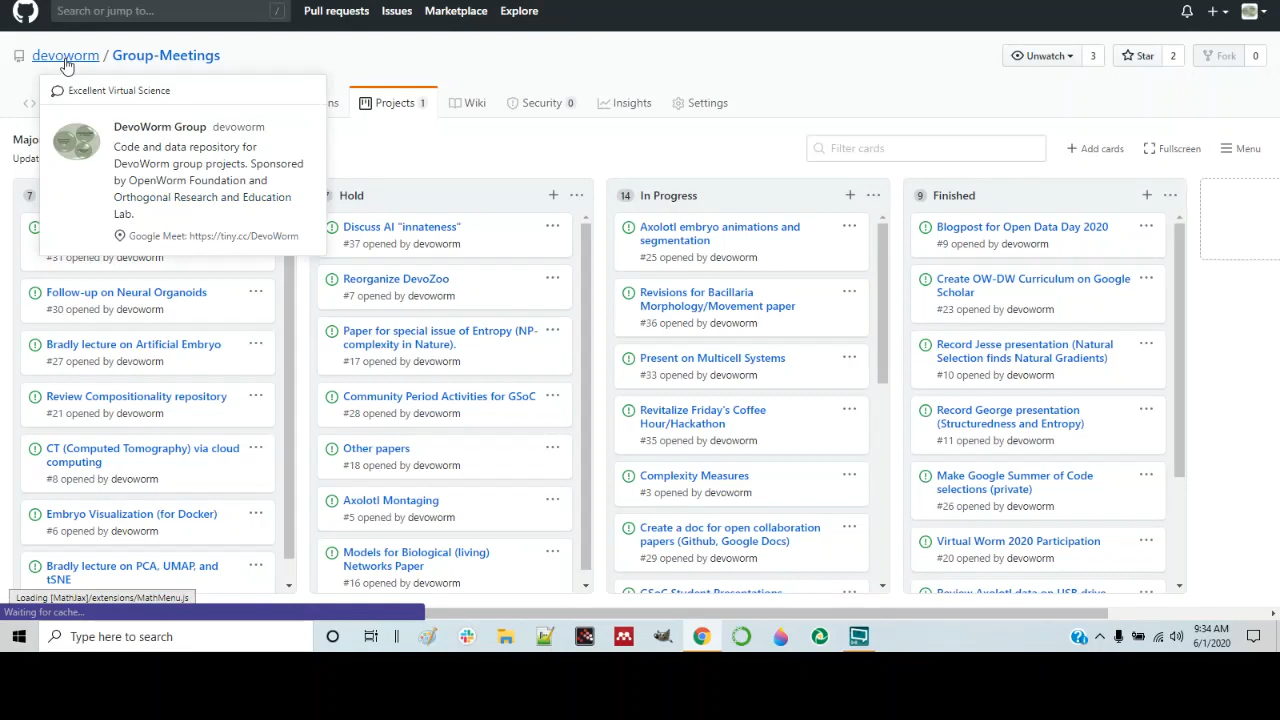 Search or jump to...
/
Pull requests
Issues
Marketplace
Explore
devoworm / Group-Meetings
Unwatch
3
Star
2
Fork
0
Excellent Virtual Science
DevoWorm Group devoworm
Code and data repository for
DevoWorm group projects. Sponsored
by OpenWorm Foundation and
Orthogonal Research and Education
Lab.
Google Meet: https://tiny.cc/DevoWorm
ns
Projects 1
Wiki
Security 0
Insights
Settings
Major
Updat
Filter cards
+ Add cards
Fullscreen
Menu
7
#31 opened by devoworm
Follow-up on Neural Organoids
#30 opened by devoworm
Bradly lecture on Artificial Embryo
#27 opened by devoworm
Review Compositionality repository
#21 opened by devoworm
CT (Computed Tomography) via cloud
computing
#8 opened by devoworm
Embryo Visualization (for Docker)
#6 opened by devoworm
Bradly lecture on PCA, UMAP, and
tSNE
Hold
Discuss AI "innateness"
#37 opened by devoworm
Reorganize DevoZoo
#7 opened by devoworm
Paper for special issue of Entropy (NP-
complexity in Nature).
#17 opened by devoworm
Community Period Activities for GSoC
#28 opened by devoworm
Other papers
#18 opened by devoworm
Axolotl Montaging
#5 opened by devoworm
Models for Biological (living)
Networks Paper
#16 opened by devoworm
14 In Progress
Axolotl embryo animations and
segmentation
#25 opened by devoworm
Revisions for Bacillaria
Morphology/Movement paper
#36 opened by devoworm
Present on Multicell Systems
#33 opened by devoworm
Revitalize Friday's Coffee
Hour/Hackathon
#35 opened by devoworm
Complexity Measures
#3 opened by devoworm
Create a doc for open collaboration
papers (Github, Google Docs)
#29 opened by devoworm
GSoC Student Presentations
9 Finished
Blogpost for Open Data Day 2020
#9 opened by devoworm
Create OW-DW Curriculum on Google
Scholar
#23 opened by devoworm
Record Jesse presentation (Natural
Selection finds Natural Gradients)
#10 opened by devoworm
Record George presentation
(Structuredness and Entropy)
#11 opened by devoworm
Make Google Summer of Code
selections (private)
#26 opened by devoworm
Virtual Worm 2020 Participation
#20 opened by devoworm
Review Axolotl data on USB drive
Loading [MathJax]/extensions/MathMenu.js
Waiting for cache...
Type here to search
9:34 AM
6/1/2020